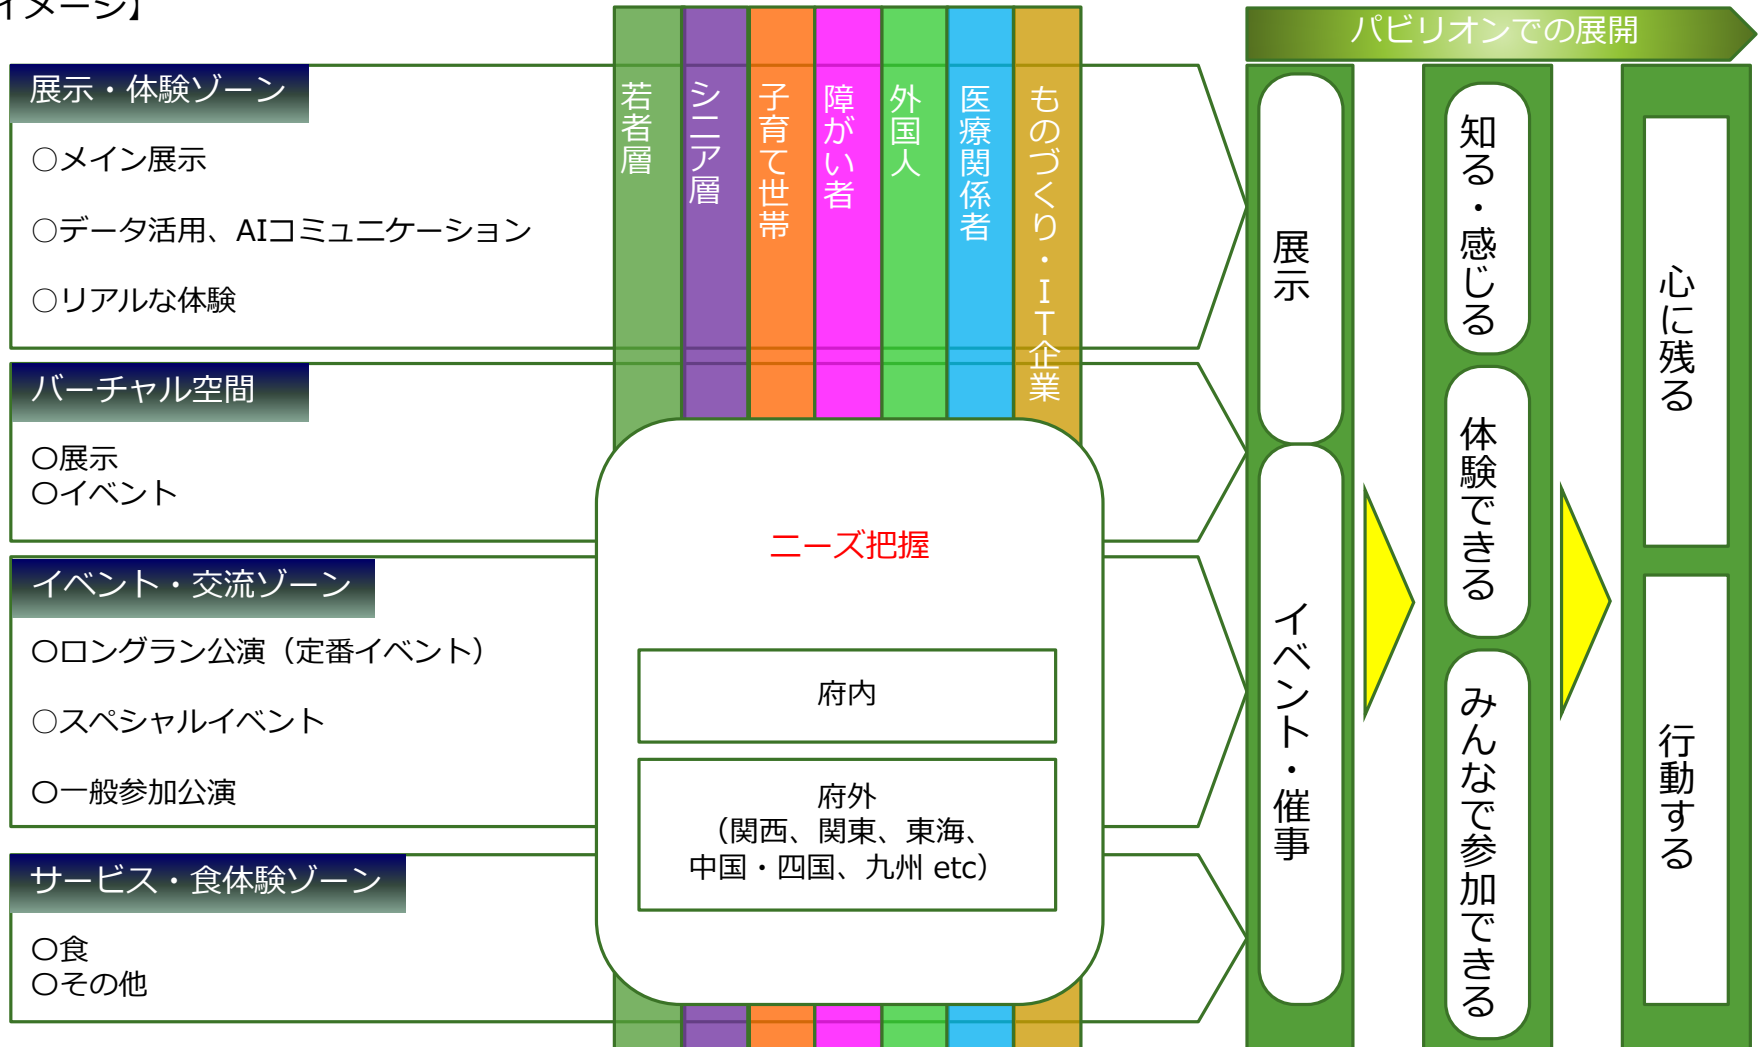 イメージ】
パビリオンでの展開
展示・体験ゾーン
○メイン展示
○データ活用、AIコミュニケーション
○リアルな体験
バーチャル空間
○展示
○イベント
イベント・交流ゾーン
○ロングラン公演（定番イベント）
○スペシャルイベント
○一般参加公演
サービス・食体験ゾーン
○食
○その他
若者層
シニア層
子育て世帯
障がい者
外国人
医療関係者
ものづくり・IT企業
ニーズ把握
府内
府外
（関西、関東、東海、
中国・四国、九州 etc）
展示
イベント・催事
知る・感じる
体験できる
みんなで参加できる
心に残る
行動する